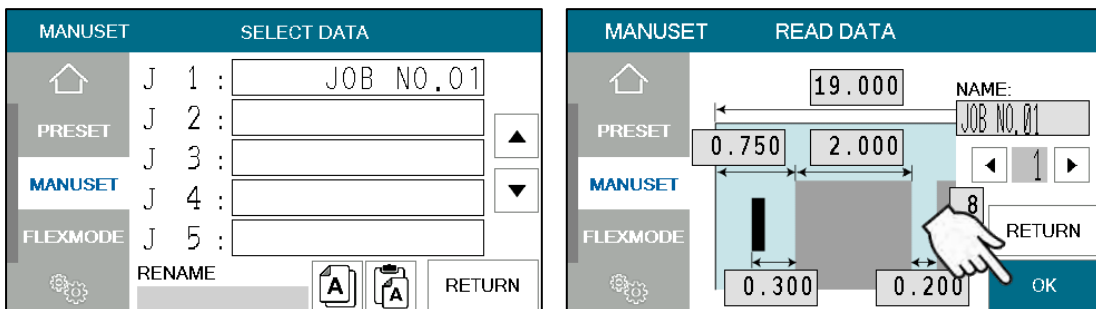 MANUSET SELECT DATA
J 1 : JOB NO.01
PRESET
J 2 :
J 3 :
MANUSET
J 4 :
FLEXMODE
J 5 :
RENAME
A
A
RETURN
MANUSET READ DATA
19.000
NAME:
JOB NO.01
PRESET
0.750
2.000
1
MANUSET
8
FLEXMODE
RETURN
0.300
0.200
OK